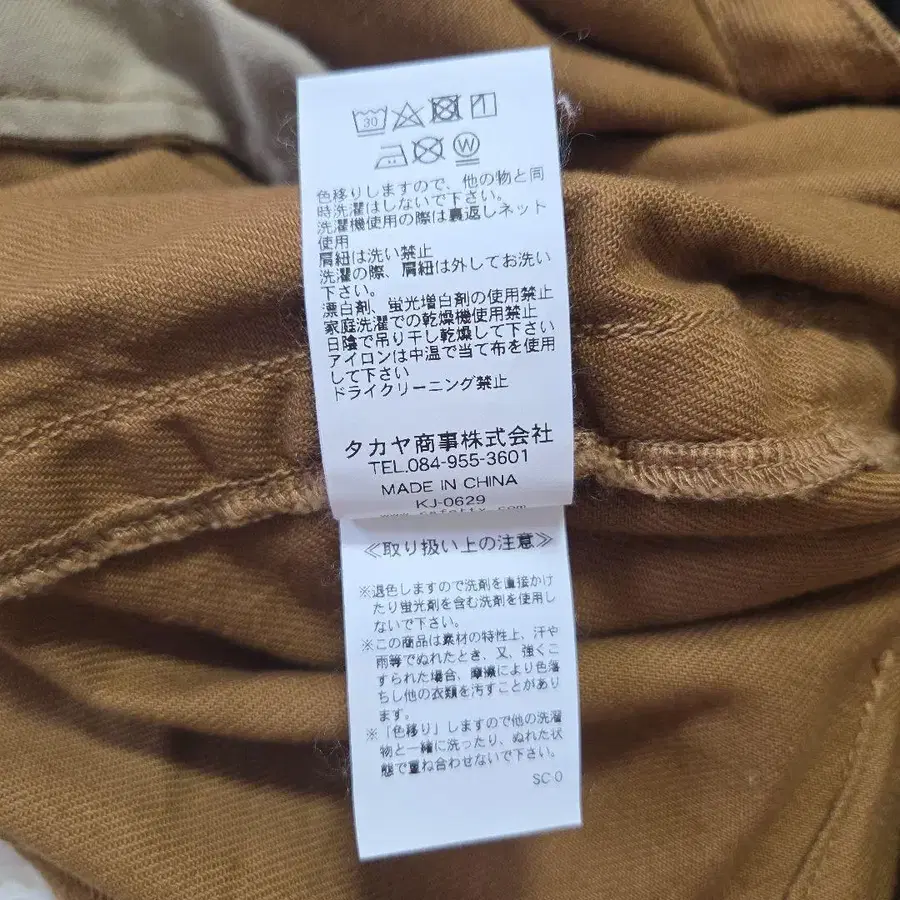 30
W
色移りしますので、他の物と同
時洗濯はしないで下さい。
洗濯機使用の際は裏返しネット
使用
肩紐は洗い禁止
洗濯の際、肩紐は外してお洗い
下さい。
漂白剤、蛍光増白剤の使用禁止
家庭洗濯での乾燥機使用禁止
日陰で吊り干し乾燥して下さい
アイロンは中温で当て布を使用
して下さい
ドライクリーニング禁止
タカヤ商事株式会社
TEL.084-955-3601
MADE IN CHINA
KJ-0629
≪取り扱い上の注意≫
※退色しますので洗剤を直接かけ
たり蛍光剤を含む洗剤を使用し
ないで下さい。
※この商品は素材の特性上、汗や
雨等でぬれたとき、又、強くこ
すられた場合、摩擦により色落
ちし他の衣類を汚すことがあり
ます。
※「色移り」しますので他の洗濯
物と一緒に洗ったり、ぬれた状
態で重ね合わせないで下さい。
SC-0